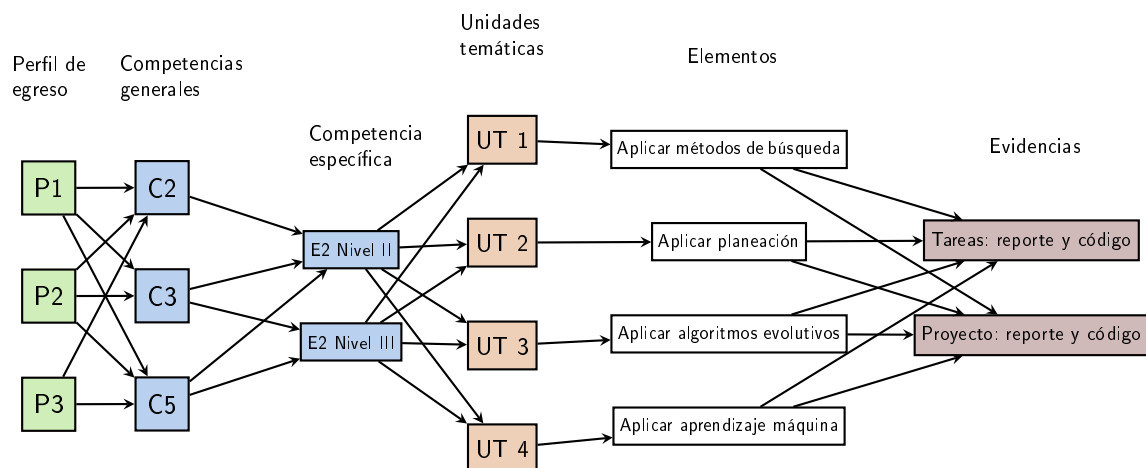 Perfil de
egreso
Competencias
generales
Competencia
específica
Unidades
temáticas
Elementos
Evidencias
P1
P2
P3
C2
C3
C5
E2 Nivel II
E2 Nivel III
UT 1
UT 2
UT 3
UT 4
Aplicar métodos de búsqueda
Aplicar planeación
Aplicar algoritmos evolutivos
Aplicar aprendizaje máquina
Tareas: reporte y código
Proyecto: reporte y código